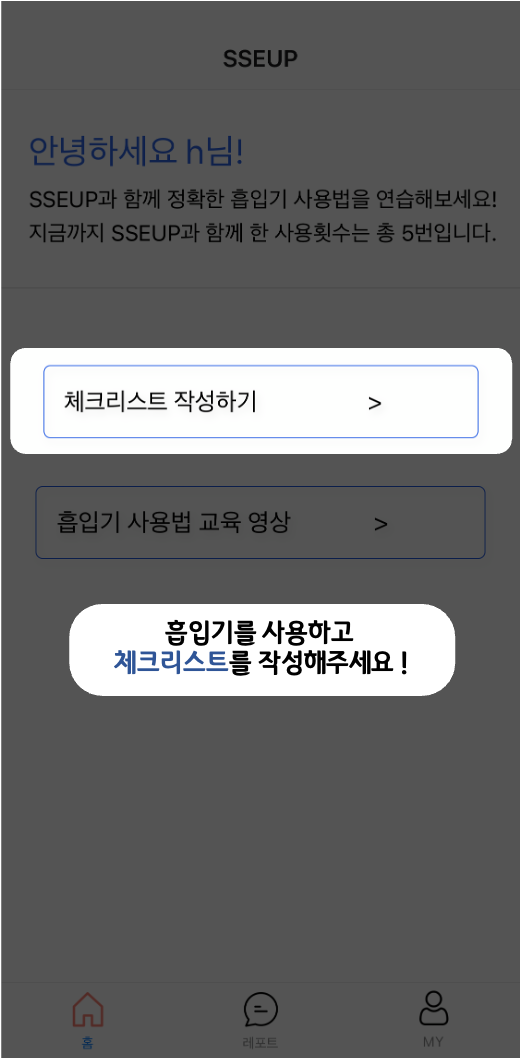 SSEUP
안녕하세요 h님!
SSEUP과 함께 정확한 흡입기 사용법을 연습해보세요!
지금까지 SSEUP과 함께 한 사용횟수는 총 5번입니다.
체크리스트 작성하기 >
흡입기 사용법 교육 영상 >
흡입기를 사용하고
체크리스트를 작성해주세요 !
홈 레포트 MY